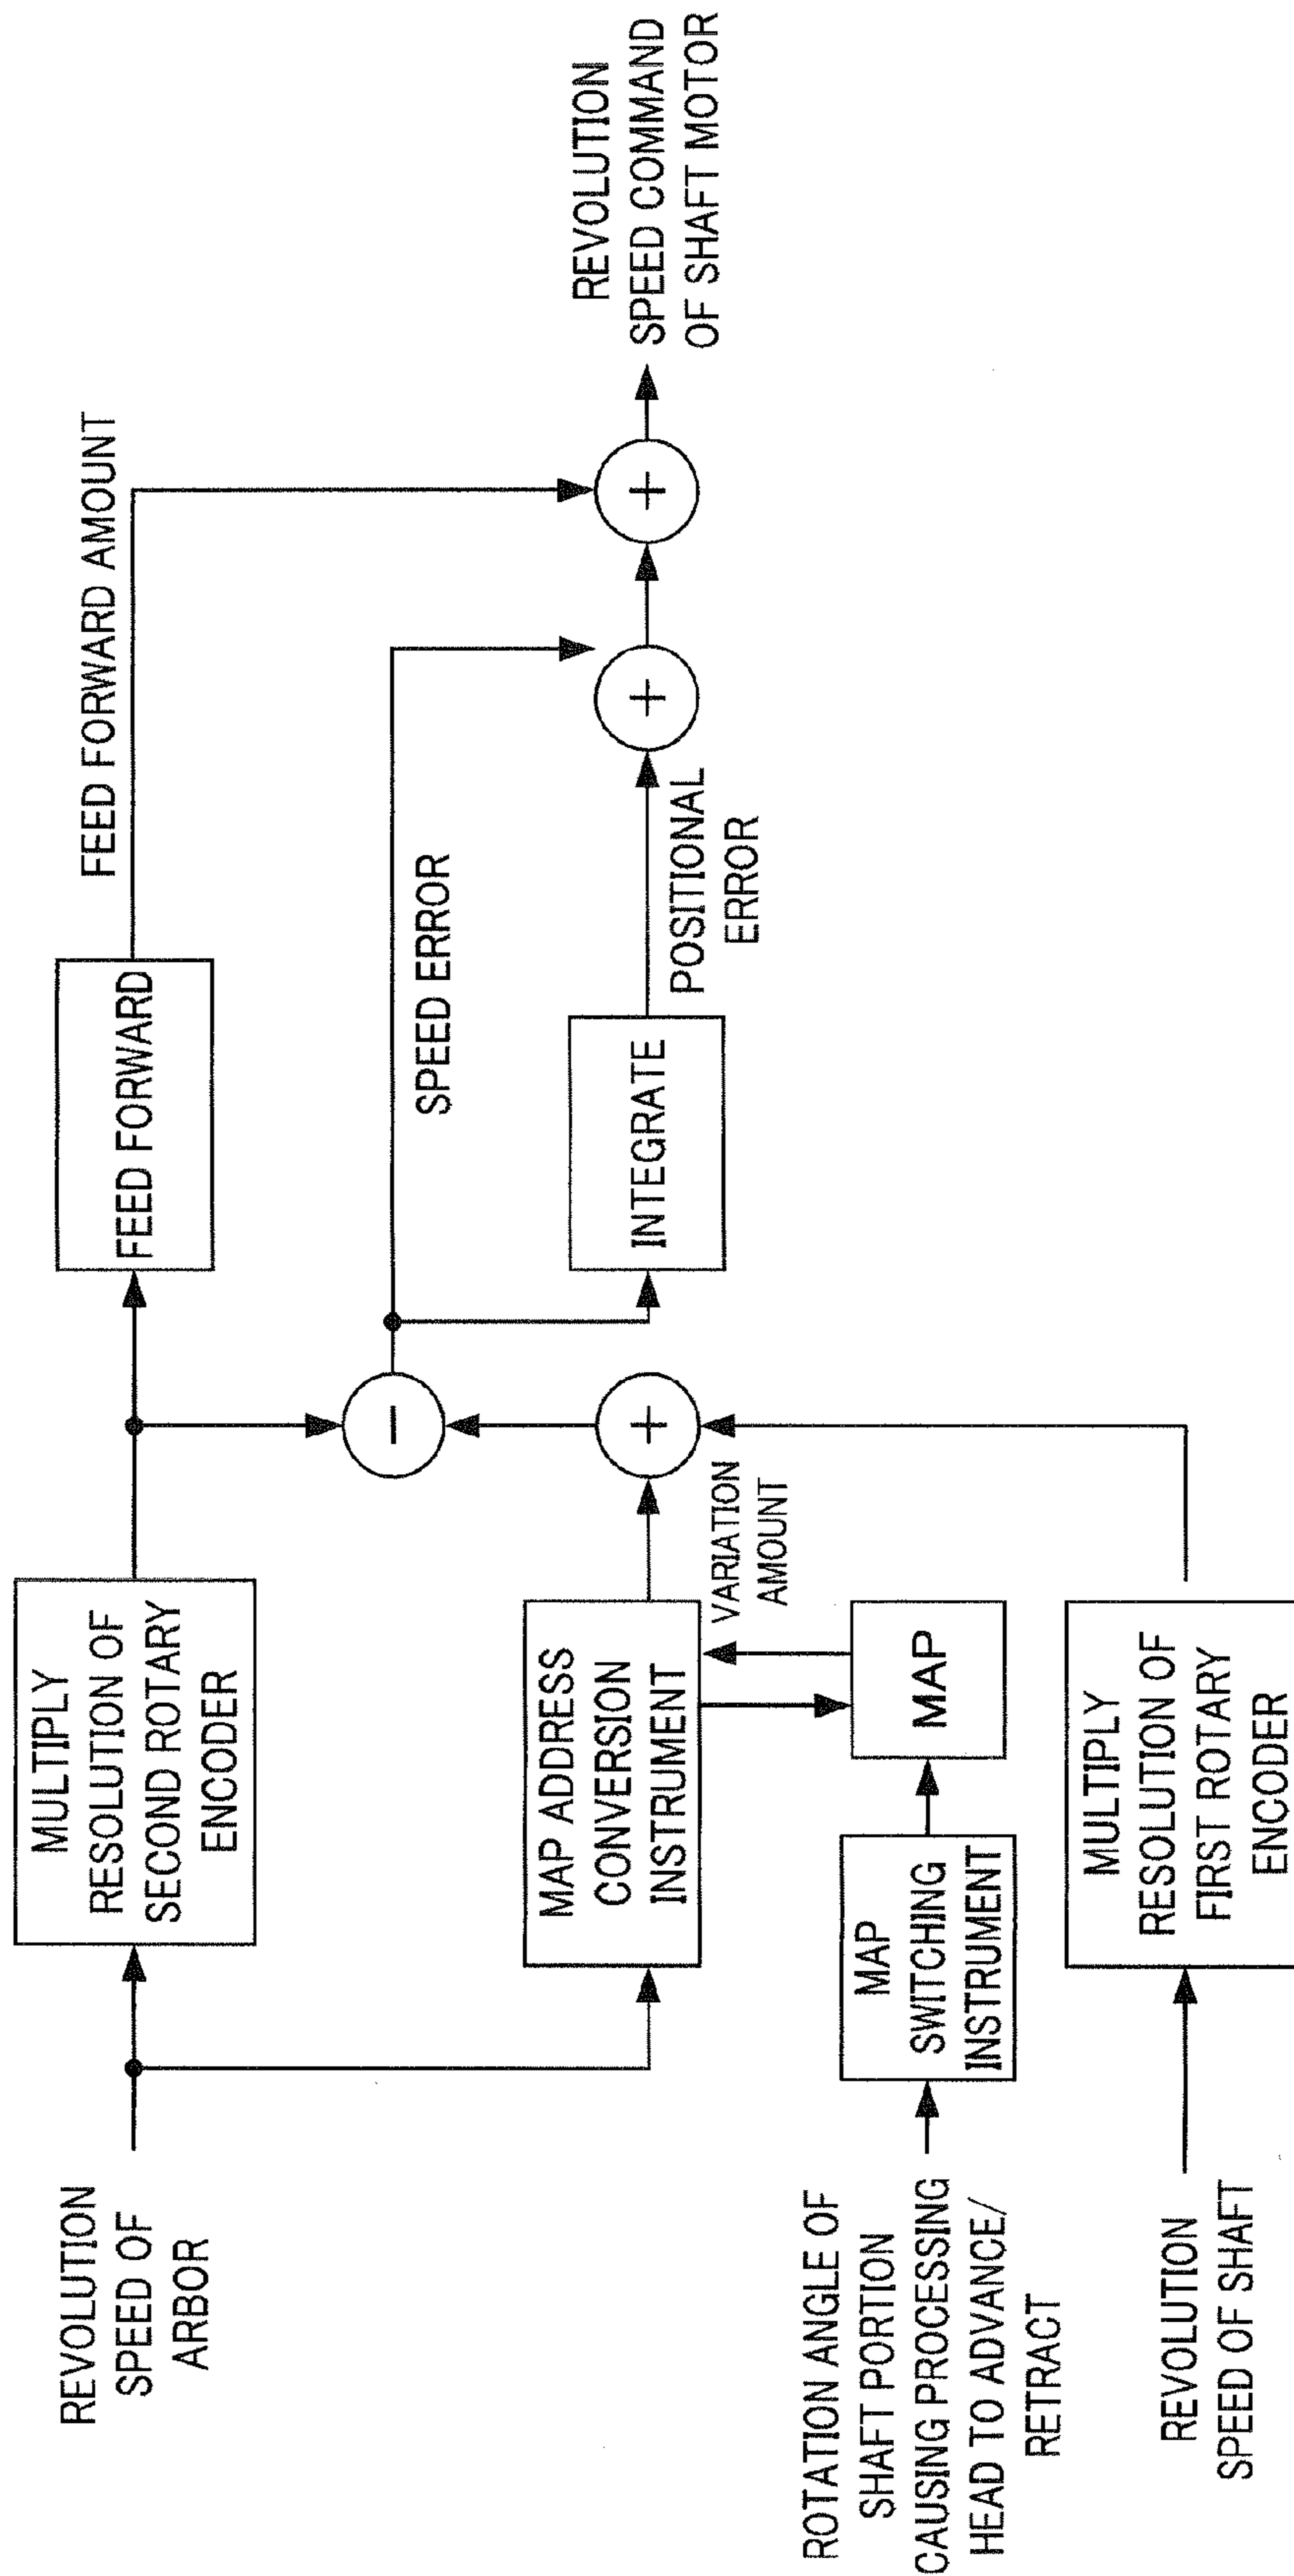 REVOLUTION
SPEED OF
ARBOR
MULTIPLY
RESOLUTION OF
SECOND ROTARY
ENCODER
FEED FORWARD
FEED FORWARD AMOUNT
SPEED ERROR
MAP ADDRESS
CONVERSION
INSTRUMENT
VARIATION
AMOUNT
+
−
INTEGRATE
POSITIONAL
ERROR
+
+
REVOLUTION
SPEED COMMAND
OF SHAFT MOTOR
ROTATION ANGLE OF
SHAFT PORTION
CAUSING PROCESSING
HEAD TO ADVANCE/
RETRACT
MAP
SWITCHING
INSTRUMENT
MAP
REVOLUTION
SPEED OF SHAFT
MULTIPLY
RESOLUTION OF
FIRST ROTARY
ENCODER